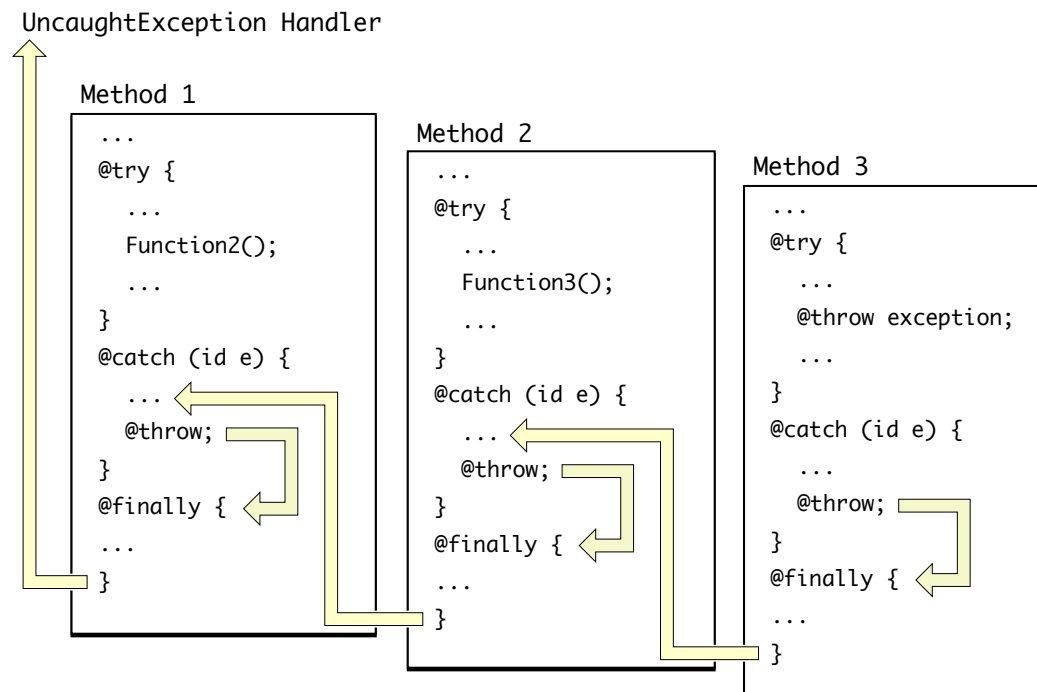 UncaughtException Handler
Method 1
...
@try {
...
Function2();
...
}
@catch (id e) {
...
@throw;
}
@finally {
...
}
Method 2
...
@try {
...
Function3();
...
}
@catch (id e) {
...
@throw;
}
@finally {
...
}
Method 3
...
@try {
...
@throw exception;
...
}
@catch (id e) {
...
@throw;
}
@finally {
...
}